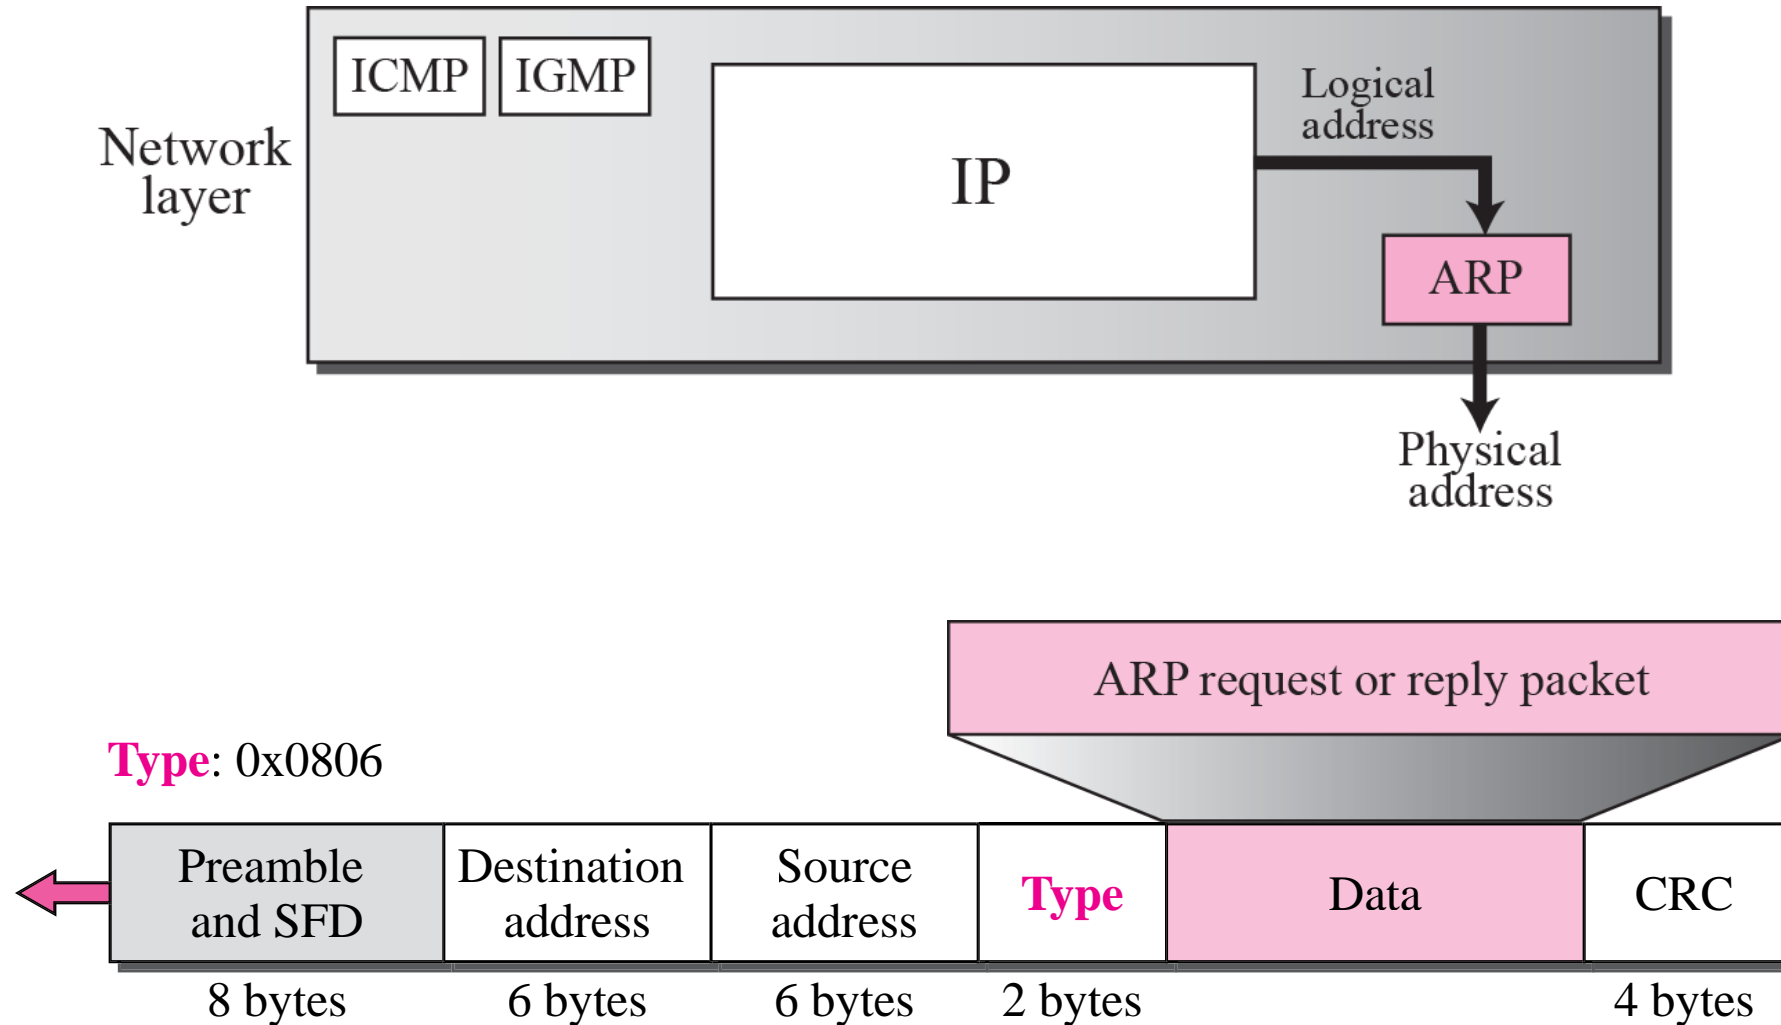 ICMP
IGMP
Network
layer
IP
Logical
address
ARP
Physical
address
ARP request or reply packet
Type: 0x0806
Preamble
and SFD
Destination
address
Source
address
Type
Data
CRC
8 bytes
6 bytes
6 bytes
2 bytes
4 bytes